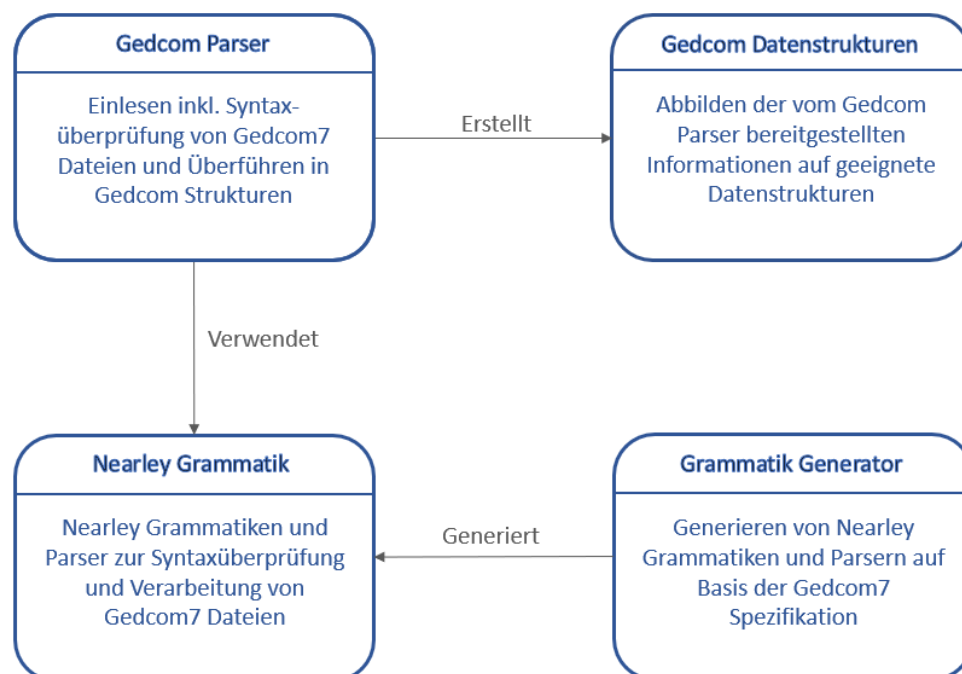 Gedcom Parser
Einlesen inkl. Syntax-
überprüfung von Gedcom7
Dateien und Überführen in
Gedcom Strukturen
Erstellt
Gedcom Datenstrukturen
Abbilden der vom Gedcom
Parser bereitgestellten
Informationen auf geeignete
Datenstrukturen
Verwendet
Nearley Grammatik
Nearley Grammatiken und
Parser zur Syntaxüberprüfung
und Verarbeitung von
Gedcom7 Dateien
Generiert
Grammatik Generator
Generieren von Nearley
Grammatiken und Parsern auf
Basis der Gedcom7
Spezifikation